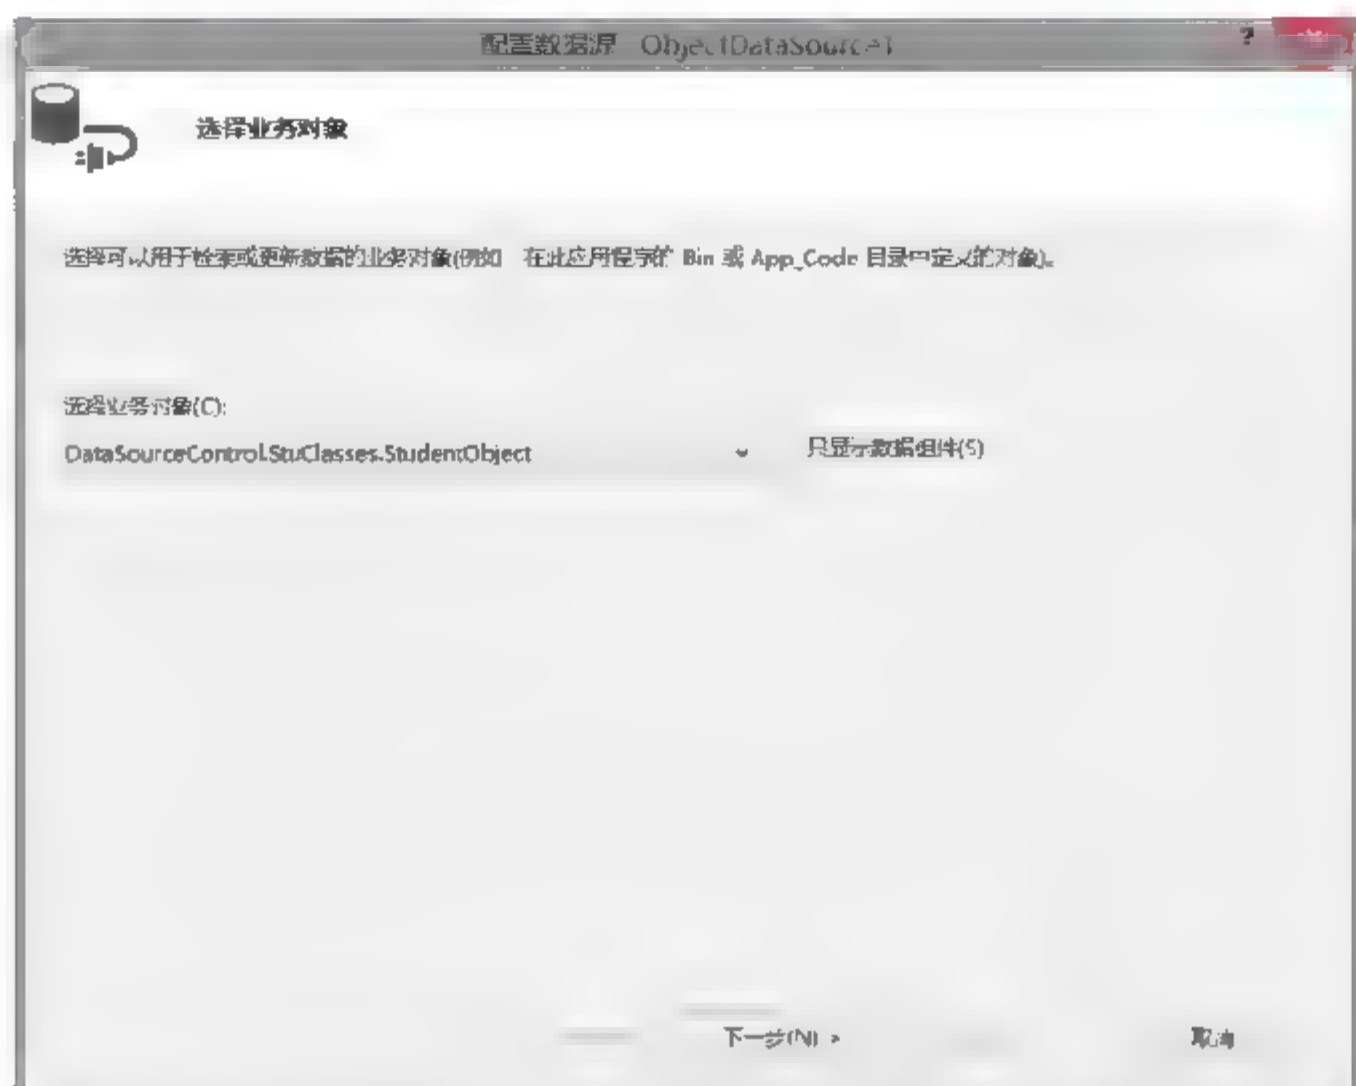 配置数据源 ObjectDataSource1
?
选择业务对象
选择可以用于检索或更新数据的业务对象(例如 在此应用程序的 Bin 或 App_Code 目录中定义的对象)。
选择业务对象(C):
DataSourceControl.StuClasses.StudentObject
只显示数据组件(S)
下一步(N) >
取消